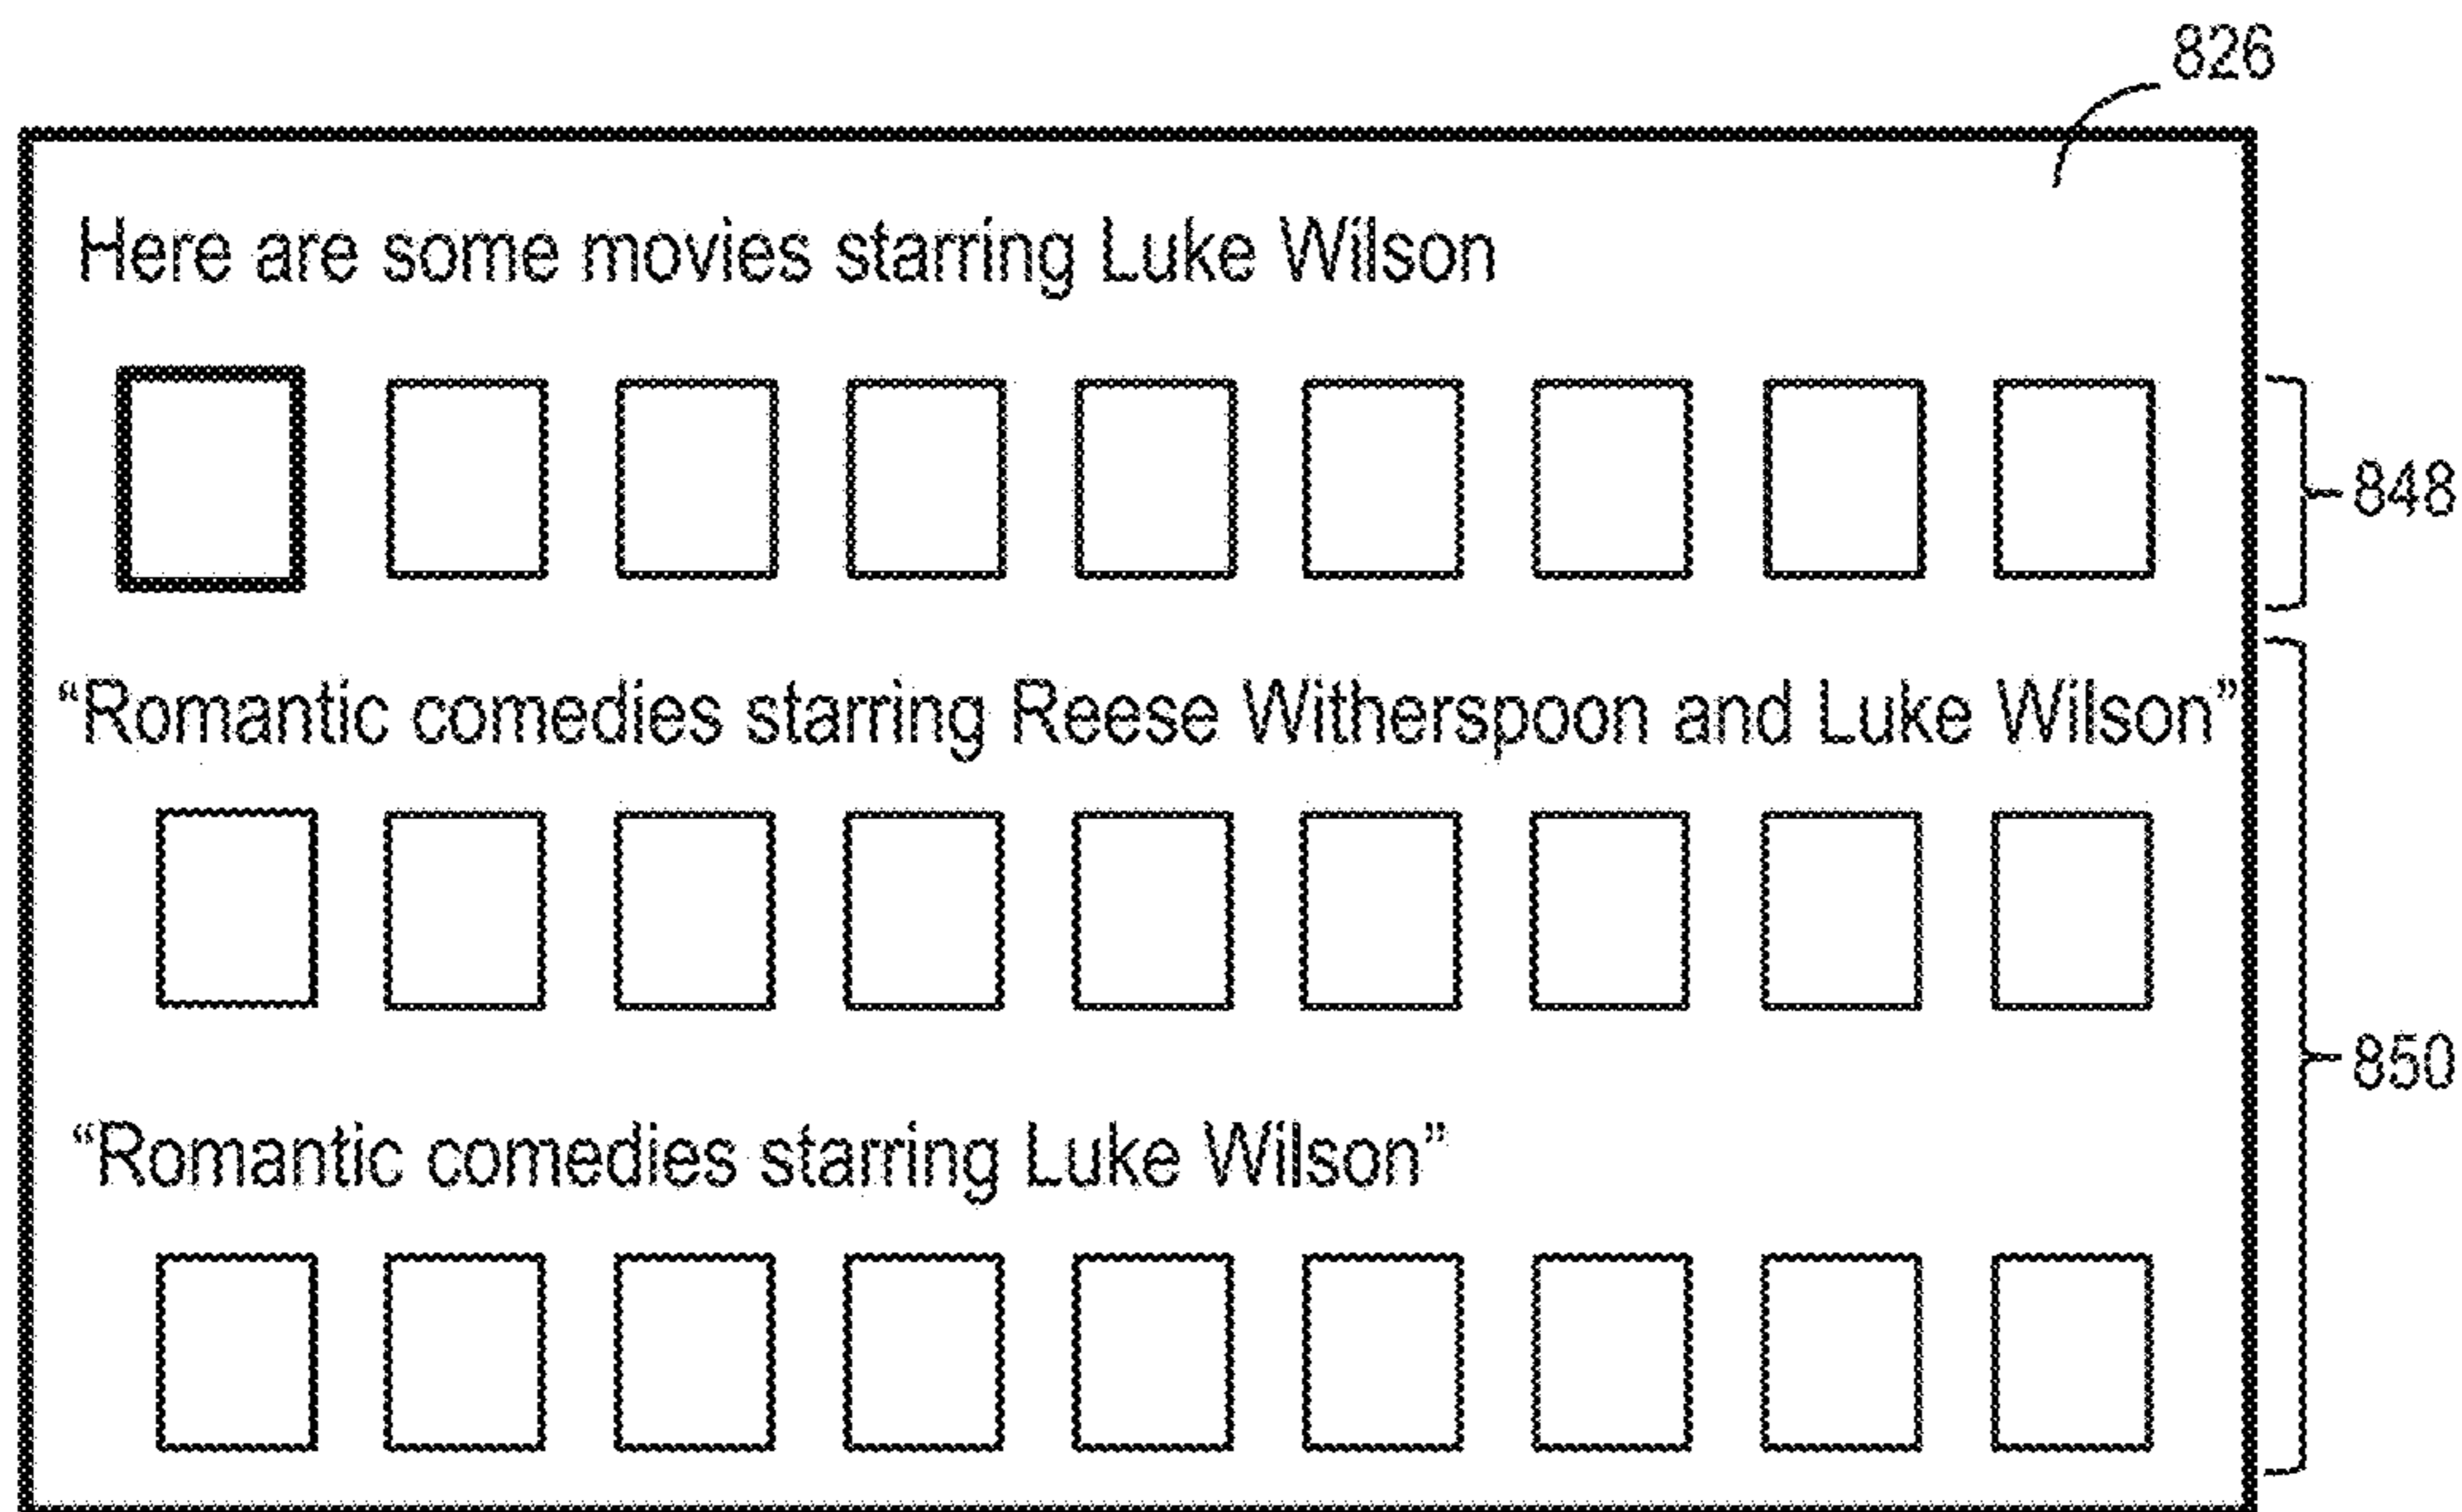 826
Here are some movies starring Luke Wilson
848
“Romantic comedies starring Reese Witherspoon and Luke Wilson”
850
“Romantic comedies starring Luke Wilson”